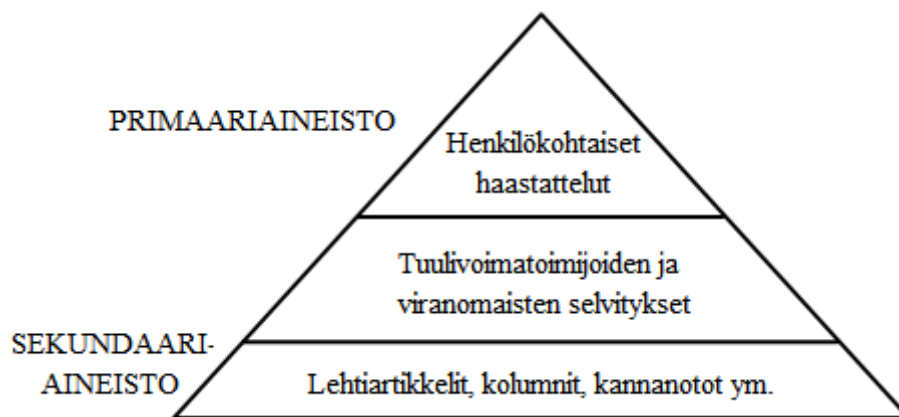 PRIMAARIAINEISTO
Henkilökohtaiset
haastattelut
Tuulivoimatoimijoiden ja
viranomaisten selvitykset
SEKUNDAARI-
AINEISTO
Lehtiartikkelit, kolumnit, kannanotot ym.